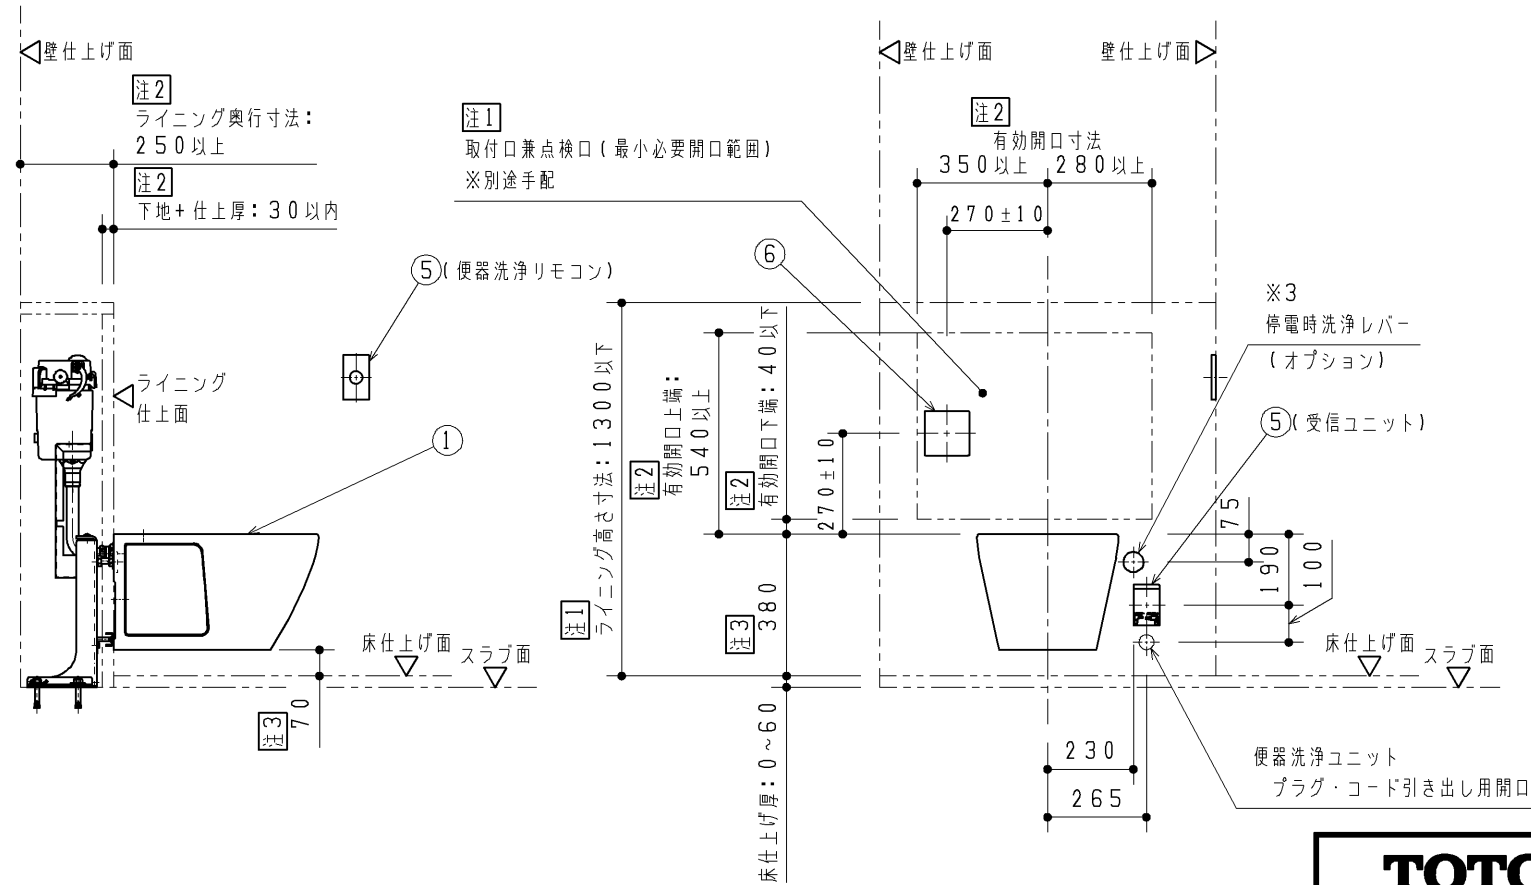 壁仕上げ面
注2
ライニング奥行寸法：
250以上
注2
下地+仕上厚：30以内
注1
取付口兼点検口(最小必要開口範囲)
※別途手配
⑤(便器洗浄リモコン)
ライニング
仕上面
①
床仕上げ面
スラブ面
注3
70
壁仕上げ面
壁仕上げ面
注2
有効開口寸法
350以上
280以上
270±10
⑥
※3
停電時洗浄レバー
(オプション)
⑤(受信ユニット)
注1
ライニング高さ寸法：1300以下
注2
有効開口上端：
540以上
注2
有効開口下端：40以下
270±10
注3
380
75
190
100
床仕上げ面
スラブ面
床仕上げ厚：0~60
230
265
便器洗浄ユニット
プラグ・コード引き出し用開口
TOTO